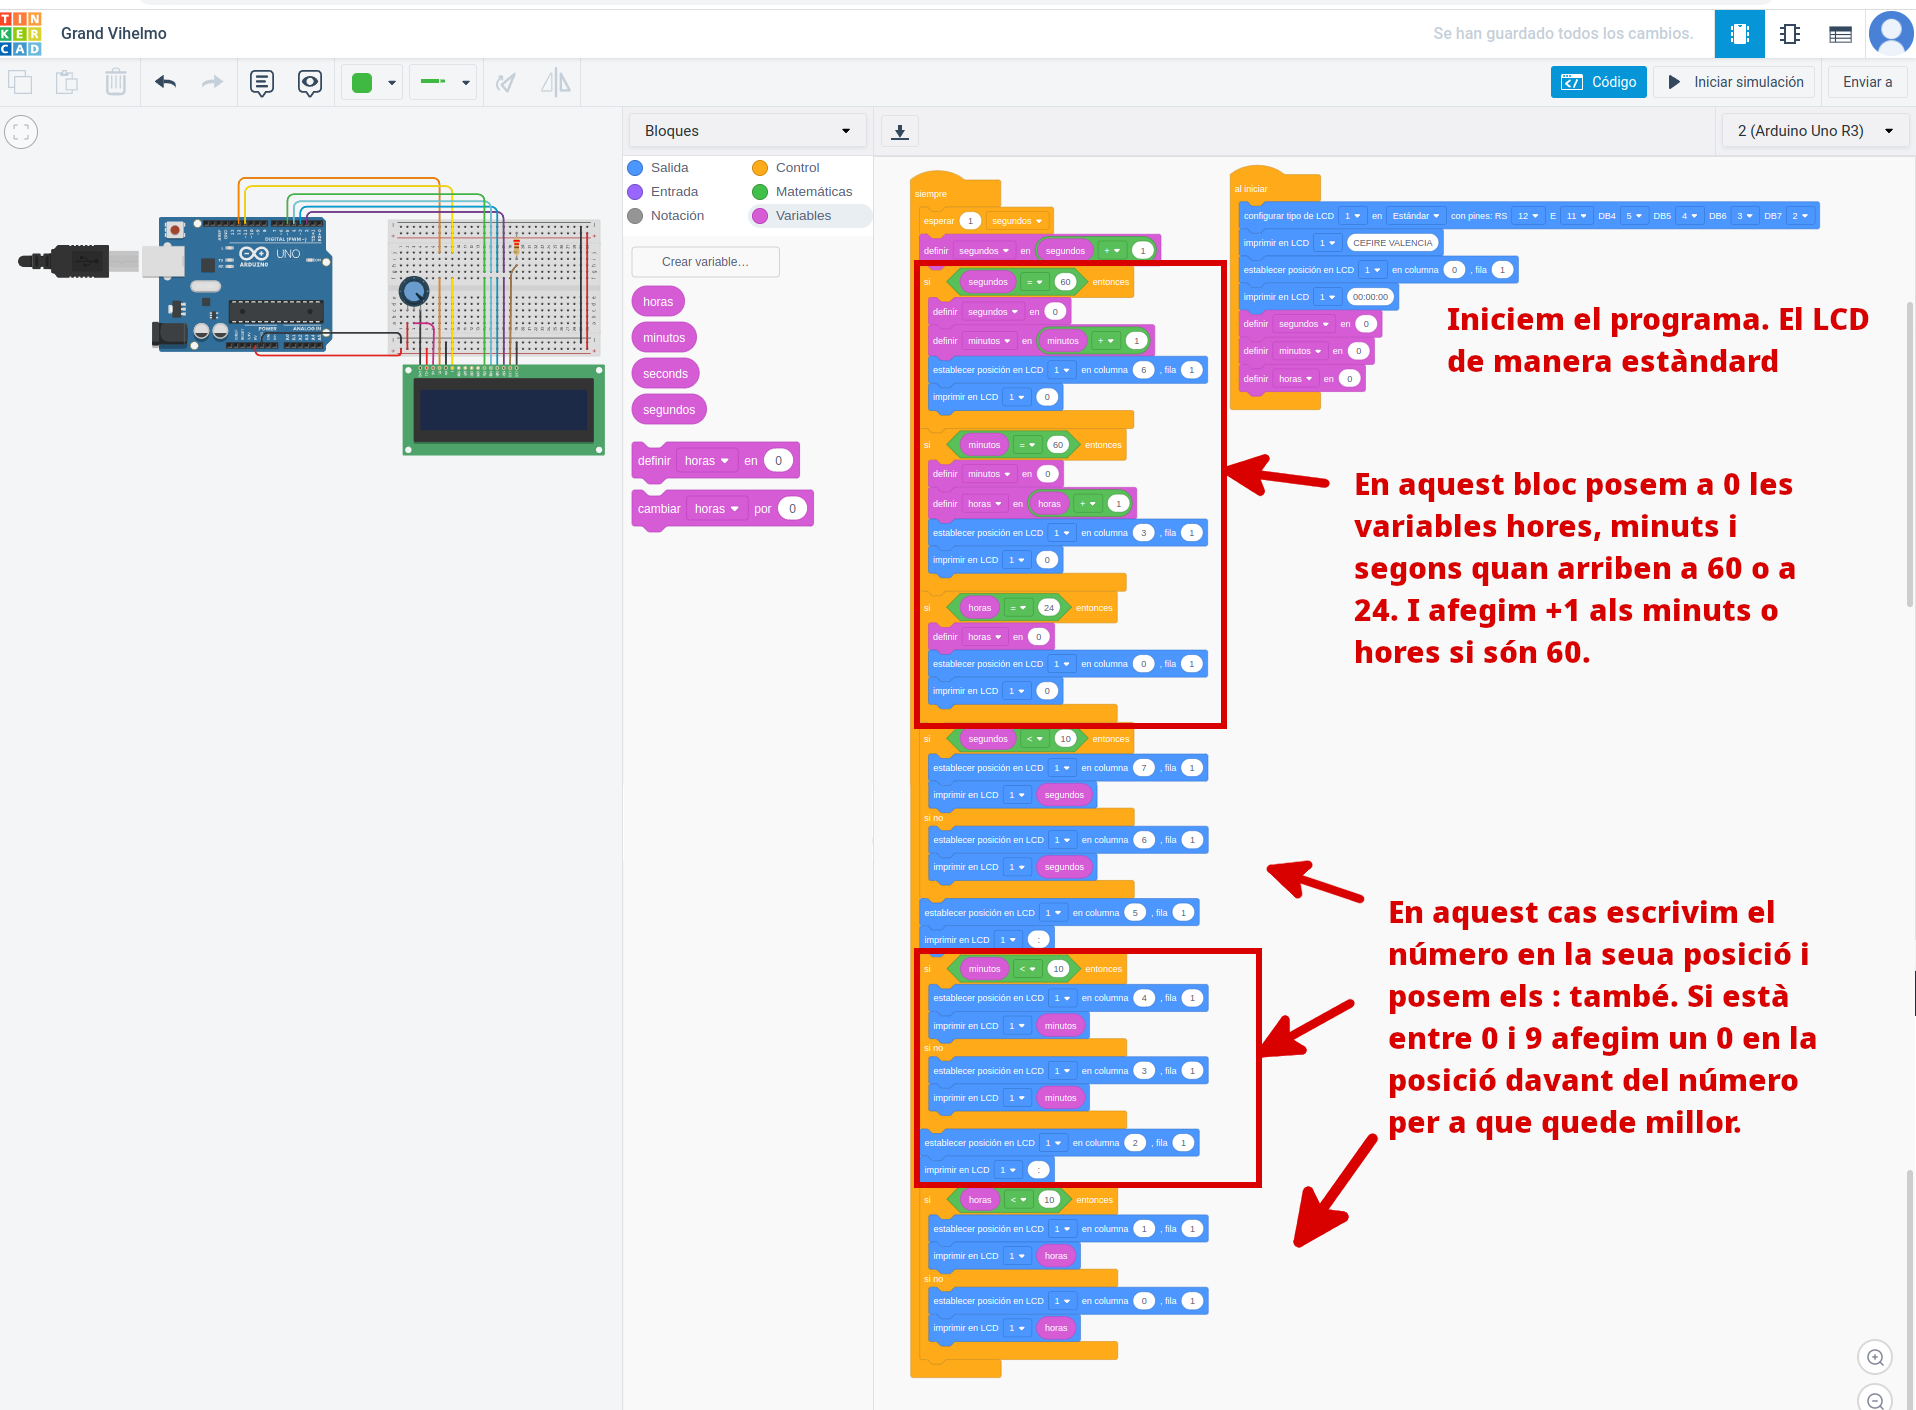 TIN
KER
CAD
Grand Vihelmo
Se han guardado todos los cambios.
Código
Iniciar simulación
Enviar a
Bloques
2 (Arduino Uno R3)
Salida
Control
Entrada
Matemáticas
Notación
Variables
Crear variable...
horas
minutos
seconds
segundos
definir horas en 0
cambiar horas por 0
DIGITAL (PWM~)
UNO
ARDUINO
POWER ANALOG IN
siempre
esperar 1 segundos
definir segundos en segundos + 1
si segundos = 60 entonces
definir segundos en 0
definir minutos en minutos + 1
establecer posición en LCD 1 en columna 6 , fila 1
imprimir en LCD 1 0
si minutos = 60 entonces
definir minutos en 0
definir horas en horas + 1
establecer posición en LCD 1 en columna 3 , fila 1
imprimir en LCD 1 0
si horas = 24 entonces
definir horas en 0
establecer posición en LCD 1 en columna 0 , fila 1
imprimir en LCD 1 0
si segundos < 10 entonces
establecer posición en LCD 1 en columna 7 , fila 1
imprimir en LCD 1 segundos
si no
establecer posición en LCD 1 en columna 6 , fila 1
imprimir en LCD 1 segundos
establecer posición en LCD 1 en columna 5 , fila 1
imprimir en LCD 1 :
si minutos < 10 entonces
establecer posición en LCD 1 en columna 4 , fila 1
imprimir en LCD 1 minutos
si no
establecer posición en LCD 1 en columna 3 , fila 1
imprimir en LCD 1 minutos
establecer posición en LCD 1 en columna 2 , fila 1
imprimir en LCD 1 :
si horas < 10 entonces
establecer posición en LCD 1 en columna 1 , fila 1
imprimir en LCD 1 horas
si no
establecer posición en LCD 1 en columna 0 , fila 1
imprimir en LCD 1 horas
al iniciar
configurar tipo de LCD 1 en Estándar con pines: RS 12 E 11 DB4 5 DB5 4 DB6 3 DB7 2
imprimir en LCD 1 CEFIRE VALENCIA
establecer posición en LCD 1 en columna 0 , fila 1
imprimir en LCD 1 00:00:00
definir segundos en 0
definir minutos en 0
definir horas en 0
Iniciem el programa. El LCD
de manera estàndard
En aquest bloc posem a 0 les
variables hores, minuts i
segons quan arriben a 60 o a
24. I afegim +1 als minuts o
hores si són 60.
En aquest cas escrivim el
número en la seua posició i
posem els : també. Si està
entre 0 i 9 afegim un 0 en la
posició davant del número
per a que quede millor.